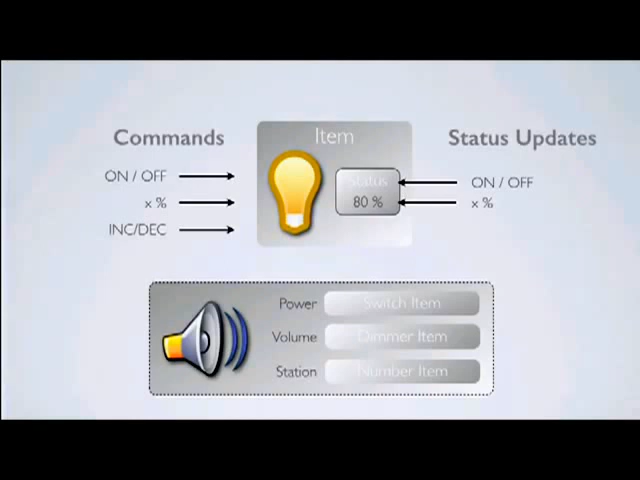 Commands
Item
Status Updates
ON / OFF
x %
INC/DEC
Status
80 %
ON / OFF
x %
Power
Switch Item
Volume
Dimmer Item
Station
Number Item